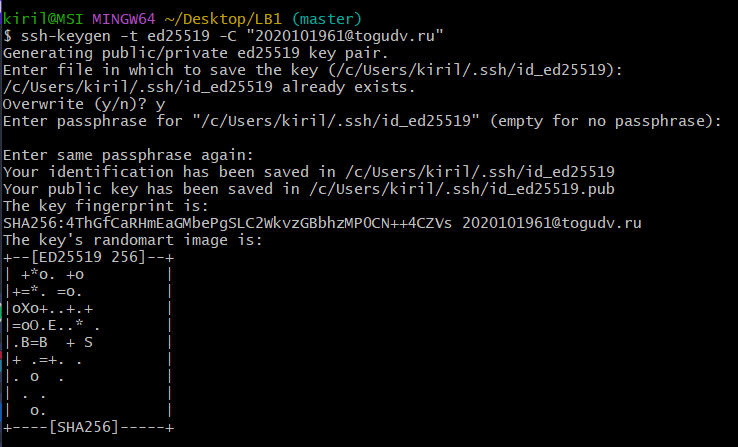 kiril@MSI MINGW64 ~/Desktop/LB1 (master)
$ ssh-keygen -t ed25519 -C "2020101961@togudv.ru"
Generating public/private ed25519 key pair.
Enter file in which to save the key (/c/Users/kiril/.ssh/id_ed25519):
/c/Users/kiril/.ssh/id_ed25519 already exists.
Overwrite (y/n)? y
Enter passphrase for "/c/Users/kiril/.ssh/id_ed25519" (empty for no passphrase):

Enter same passphrase again:
Your identification has been saved in /c/Users/kiril/.ssh/id_ed25519
Your public key has been saved in /c/Users/kiril/.ssh/id_ed25519.pub
The key fingerprint is:
SHA256:4ThGfCaRHmEaGMbePgSLC2WkvzGBbhzMP0CN++4CZVs 2020101961@togudv.ru
The key's randomart image is:
+--[ED25519 256]--+
| +*o. +o         |
|+=*. =o.         |
|oXo+..+.+        |
|=oO.E..* .       |
|.B=B  + S        |
|+ .=+. .         |
|. o  .           |
| . .             |
|  o.             |
+----[SHA256]-----+